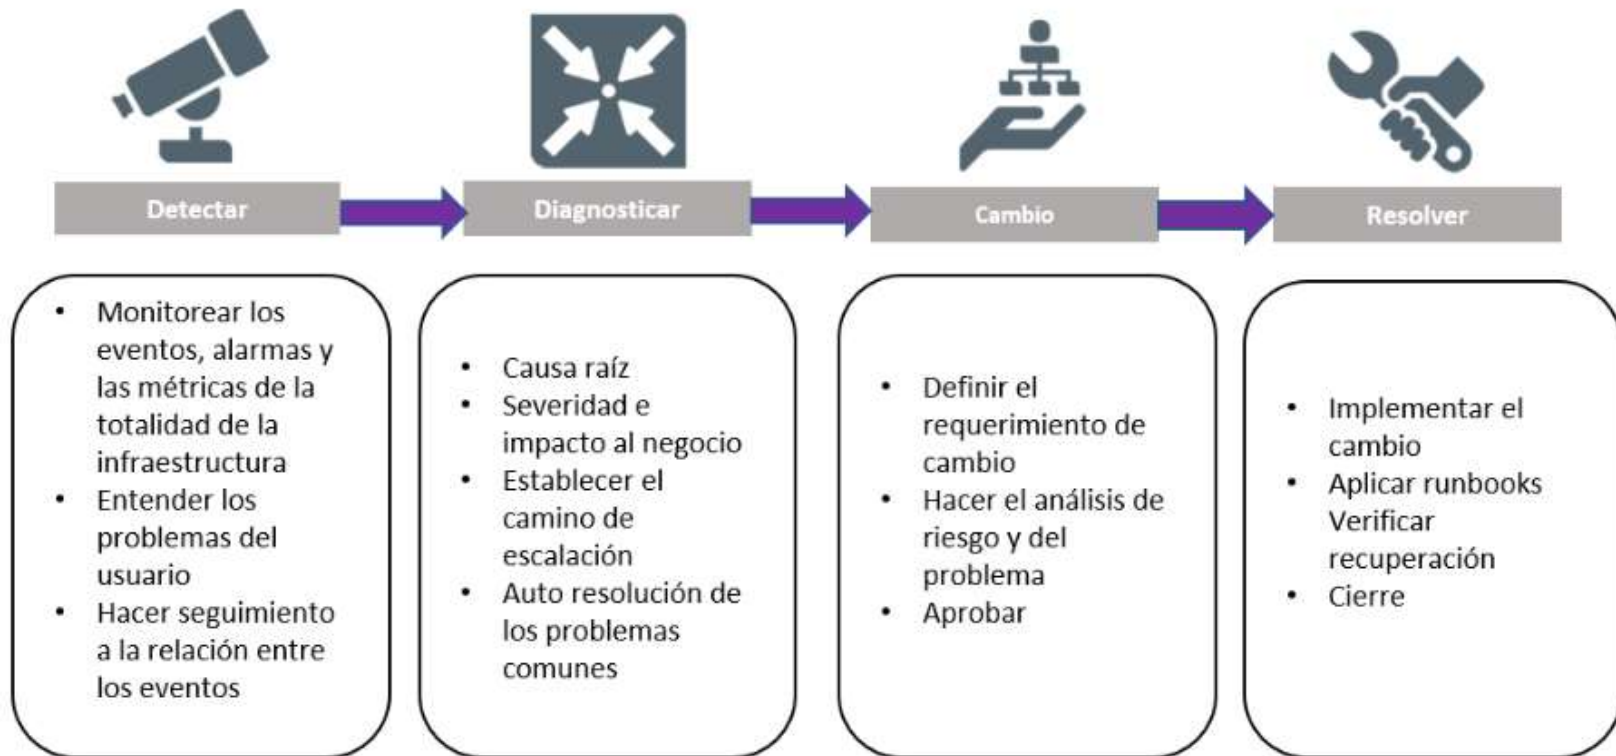 Detectar
Diagnosticar
Cambio
Resolver
• Monitorear los
eventos, alarmas y
las métricas de la
totalidad de la
infraestructura
• Entender los
problemas del
usuario
• Hacer seguimiento
a la relación entre
los eventos
• Causa raíz
• Severidad e
impacto al negocio
• Establecer el
camino de
escalación
• Auto resolución de
los problemas
comunes
• Definir el
requerimiento de
cambio
• Hacer el análisis de
riesgo y del
problema
• Aprobar
• Implementar el
cambio
• Aplicar runbooks
Verificar
recuperación
• Cierre